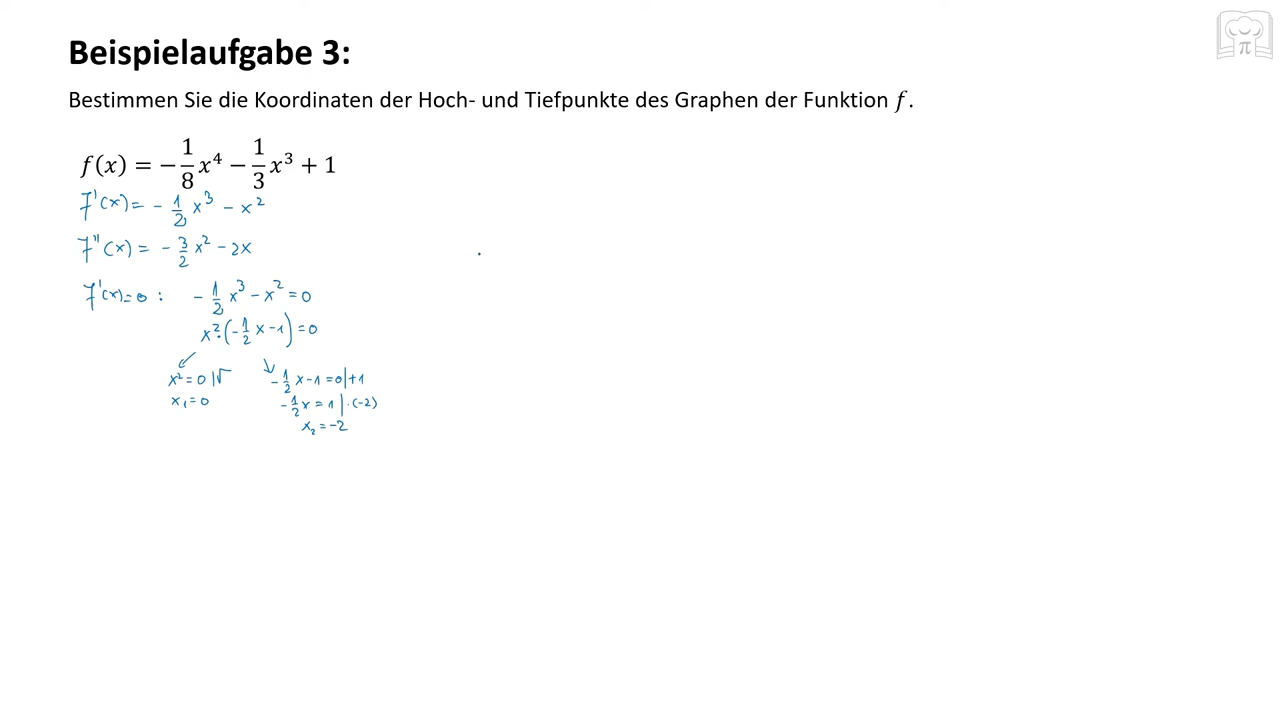 Beispielaufgabe 3:
Bestimmen Sie die Koordinaten der Hoch- und Tiefpunkte des Graphen der Funktion f.
f(x) = −1/8 x⁴ − 1/3 x³ + 1
f'(x) = − 1/2 x³ − x²
f''(x) = − 3/2 x² − 2x
f'(x) = 0 : − 1/2 x³ − x² = 0
x² · (− 1/2 x − 1) = 0
x² = 0 | √ − 1/2 x − 1 = 0 | + 1
x₁ = 0 − 1/2 x = 1 | · (−2)
x₂ = −2
π